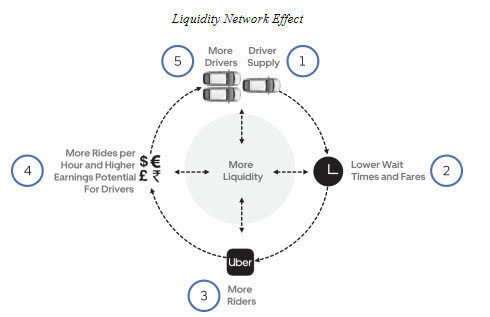 Liquidity Network Effect
5
More
Drivers
Driver
Supply
1
More
Liquidity
Lower Wait
Times and Fares
2
Uber
3
More
Riders
4
More Rides per
Hour and Higher
Earnings Potential
For Drivers
$€
£₹